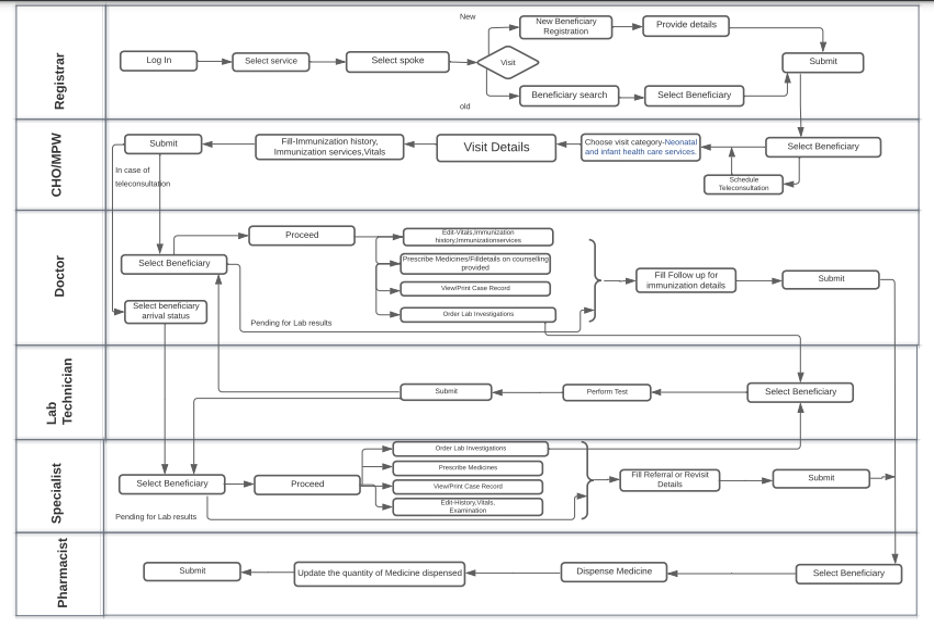 Registrar
New
New Beneficiary
Registration
Provide details
Log In
Select service
Select spoke
Visit
Submit
Beneficiary search
Select Beneficiary
old
CHO/MPW
Submit
Fill-Immunization history,
Immunization services,Vitals
Visit Details
Choose visit category-Neonatal
and infant health care services.
Select Beneficiary
In case of
teleconsultation
Schedule
Teleconsultation
Doctor
Proceed
Edit-Vitals,Immunization
history,Immunizationservices
Select Beneficiary
Prescribe Medicines/Filldetails on counselling
provided
View/Print Case Record
Fill Follow up for
immunization details
Submit
Select beneficiary
arrival status
Order Lab Investigations
Pending for Lab results
Lab
Technician
Submit
Perform Test
Select Beneficiary
Specialist
Order Lab Investigations
Prescribe Medicines
Select Beneficiary
Proceed
View/Print Case Record
Edit-History,Vitals,
Examination
Fill Referral or Revisit
Details
Submit
Pending for Lab results
Pharmacist
Submit
Update the quantity of Medicine dispensed
Dispense Medicine
Select Beneficiary